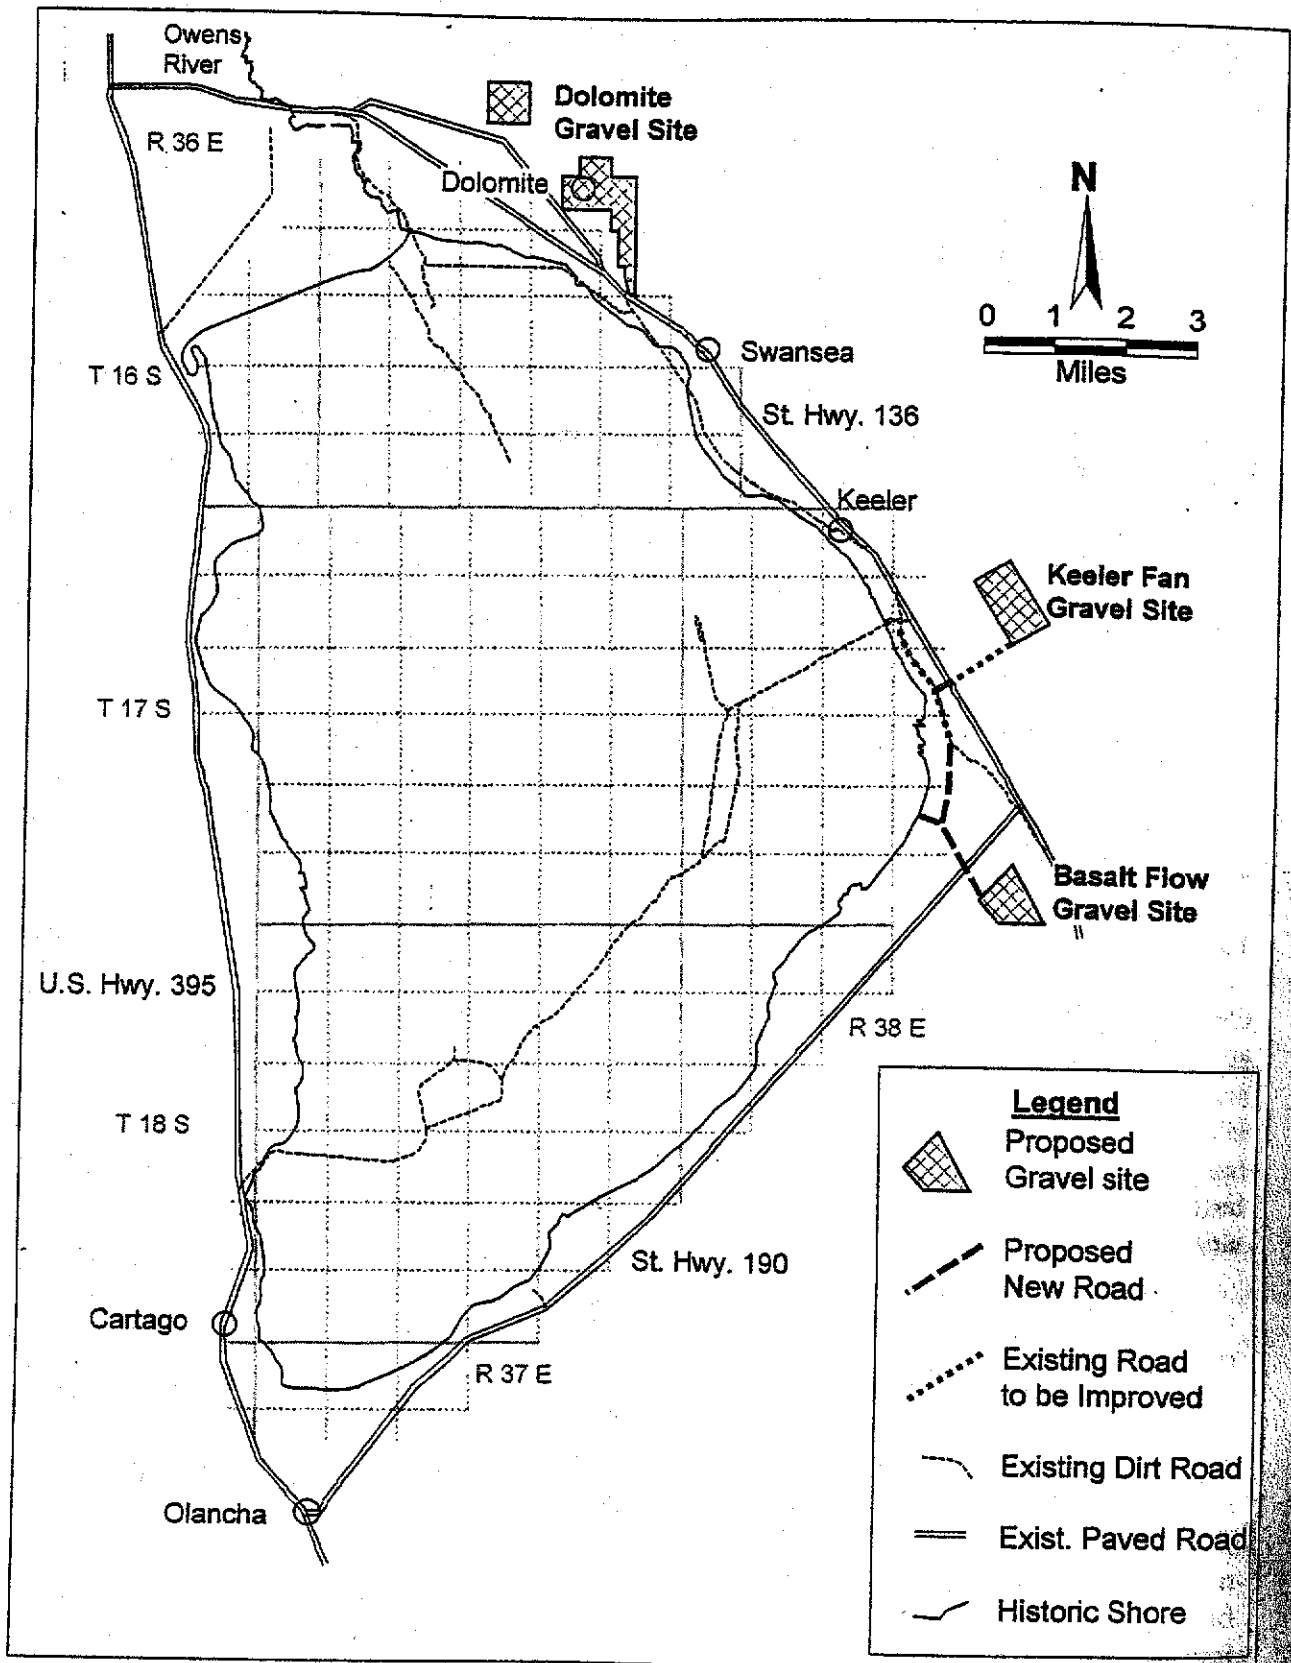 Owens
River
Dolomite
Gravel Site
R 36 E
Dolomite
N
0 1 2 3
Miles
Swansea
T 16 S
St. Hwy. 136
Keeler
Keeler Fan
Gravel Site
T 17 S
Basalt Flow
Gravel Site
U.S. Hwy. 395
R 38 E
T 18 S
St. Hwy. 190
Cartago
R 37 E
Olancha
Legend
Proposed
Gravel site
Proposed
New Road
Existing Road
to be Improved
Existing Dirt Road
Exist. Paved Road
Historic Shore